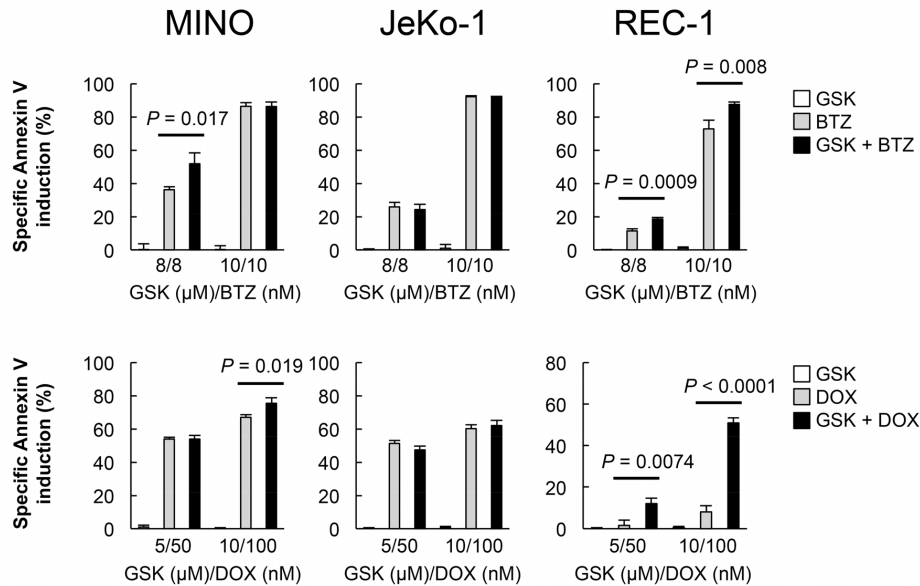 MINO JeKo-1 REC-1
Specific Annexin V
induction (%)
100
80
60
40
20
0
P = 0.017
8/8 10/10
GSK (µM)/BTZ (nM)
100
80
60
40
20
0
8/8 10/10
GSK (µM)/BTZ (nM)
100
80
60
40
20
0
P = 0.0009
P = 0.008
8/8 10/10
GSK (µM)/BTZ (nM)
GSK
BTZ
GSK + BTZ
Specific Annexin V
induction (%)
100
80
60
40
20
0
P = 0.019
5/50 10/100
GSK (µM)/DOX (nM)
100
80
60
40
20
0
5/50 10/100
GSK (µM)/DOX (nM)
80
60
40
20
0
P = 0.0074
P < 0.0001
5/50 10/100
GSK (µM)/DOX (nM)
GSK
DOX
GSK + DOX